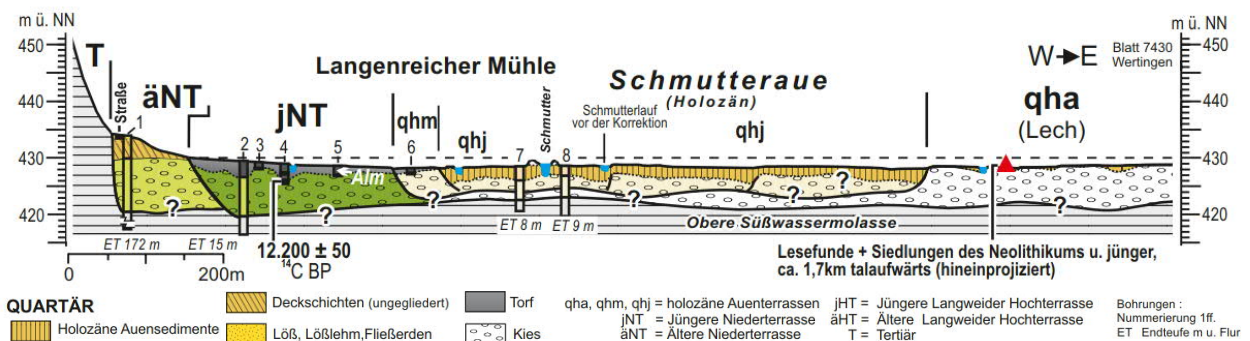 m ü. NN
m ü. NN
450
440
430
420
T
Straße
1
äNT
Langenreicher Mühle
jNT
2
3
4
5
Alm
qhm
6
qhj
7
Schmutter
8
Schmutteraue
(Holozän)
Schmutterlauf
vor der Korrektion
qhj
W E
Blatt 7430
Wertingen
qha
(Lech)
450
440
430
420
?
?
?
?
?
?
Obere Süßwassermolasse
ET 172 m
ET 15 m
ET 8 m
ET 9 m
12.200 ± 50
14C BP
0
200m
Lesefunde + Siedlungen des Neolithikums u. jünger,
ca. 1,7km talaufwärts (hineinprojiziert)
QUARTÄR
Holozäne Auensedimente
Deckschichten (ungegliedert)
Löß, Lößlehm,Fließerden
Torf
Kies
qha, qhm, qhj = holozäne Auenterrassen
jNT = Jüngere Niederterrasse
äNT = Ältere Niederterrasse
jHT = Jüngere Langweider Hochterrasse
äHT = Ältere Langweider Hochterrasse
T = Tertiär
Bohrungen :
Nummerierung 1ff.
ET Endteufe m u. Flur